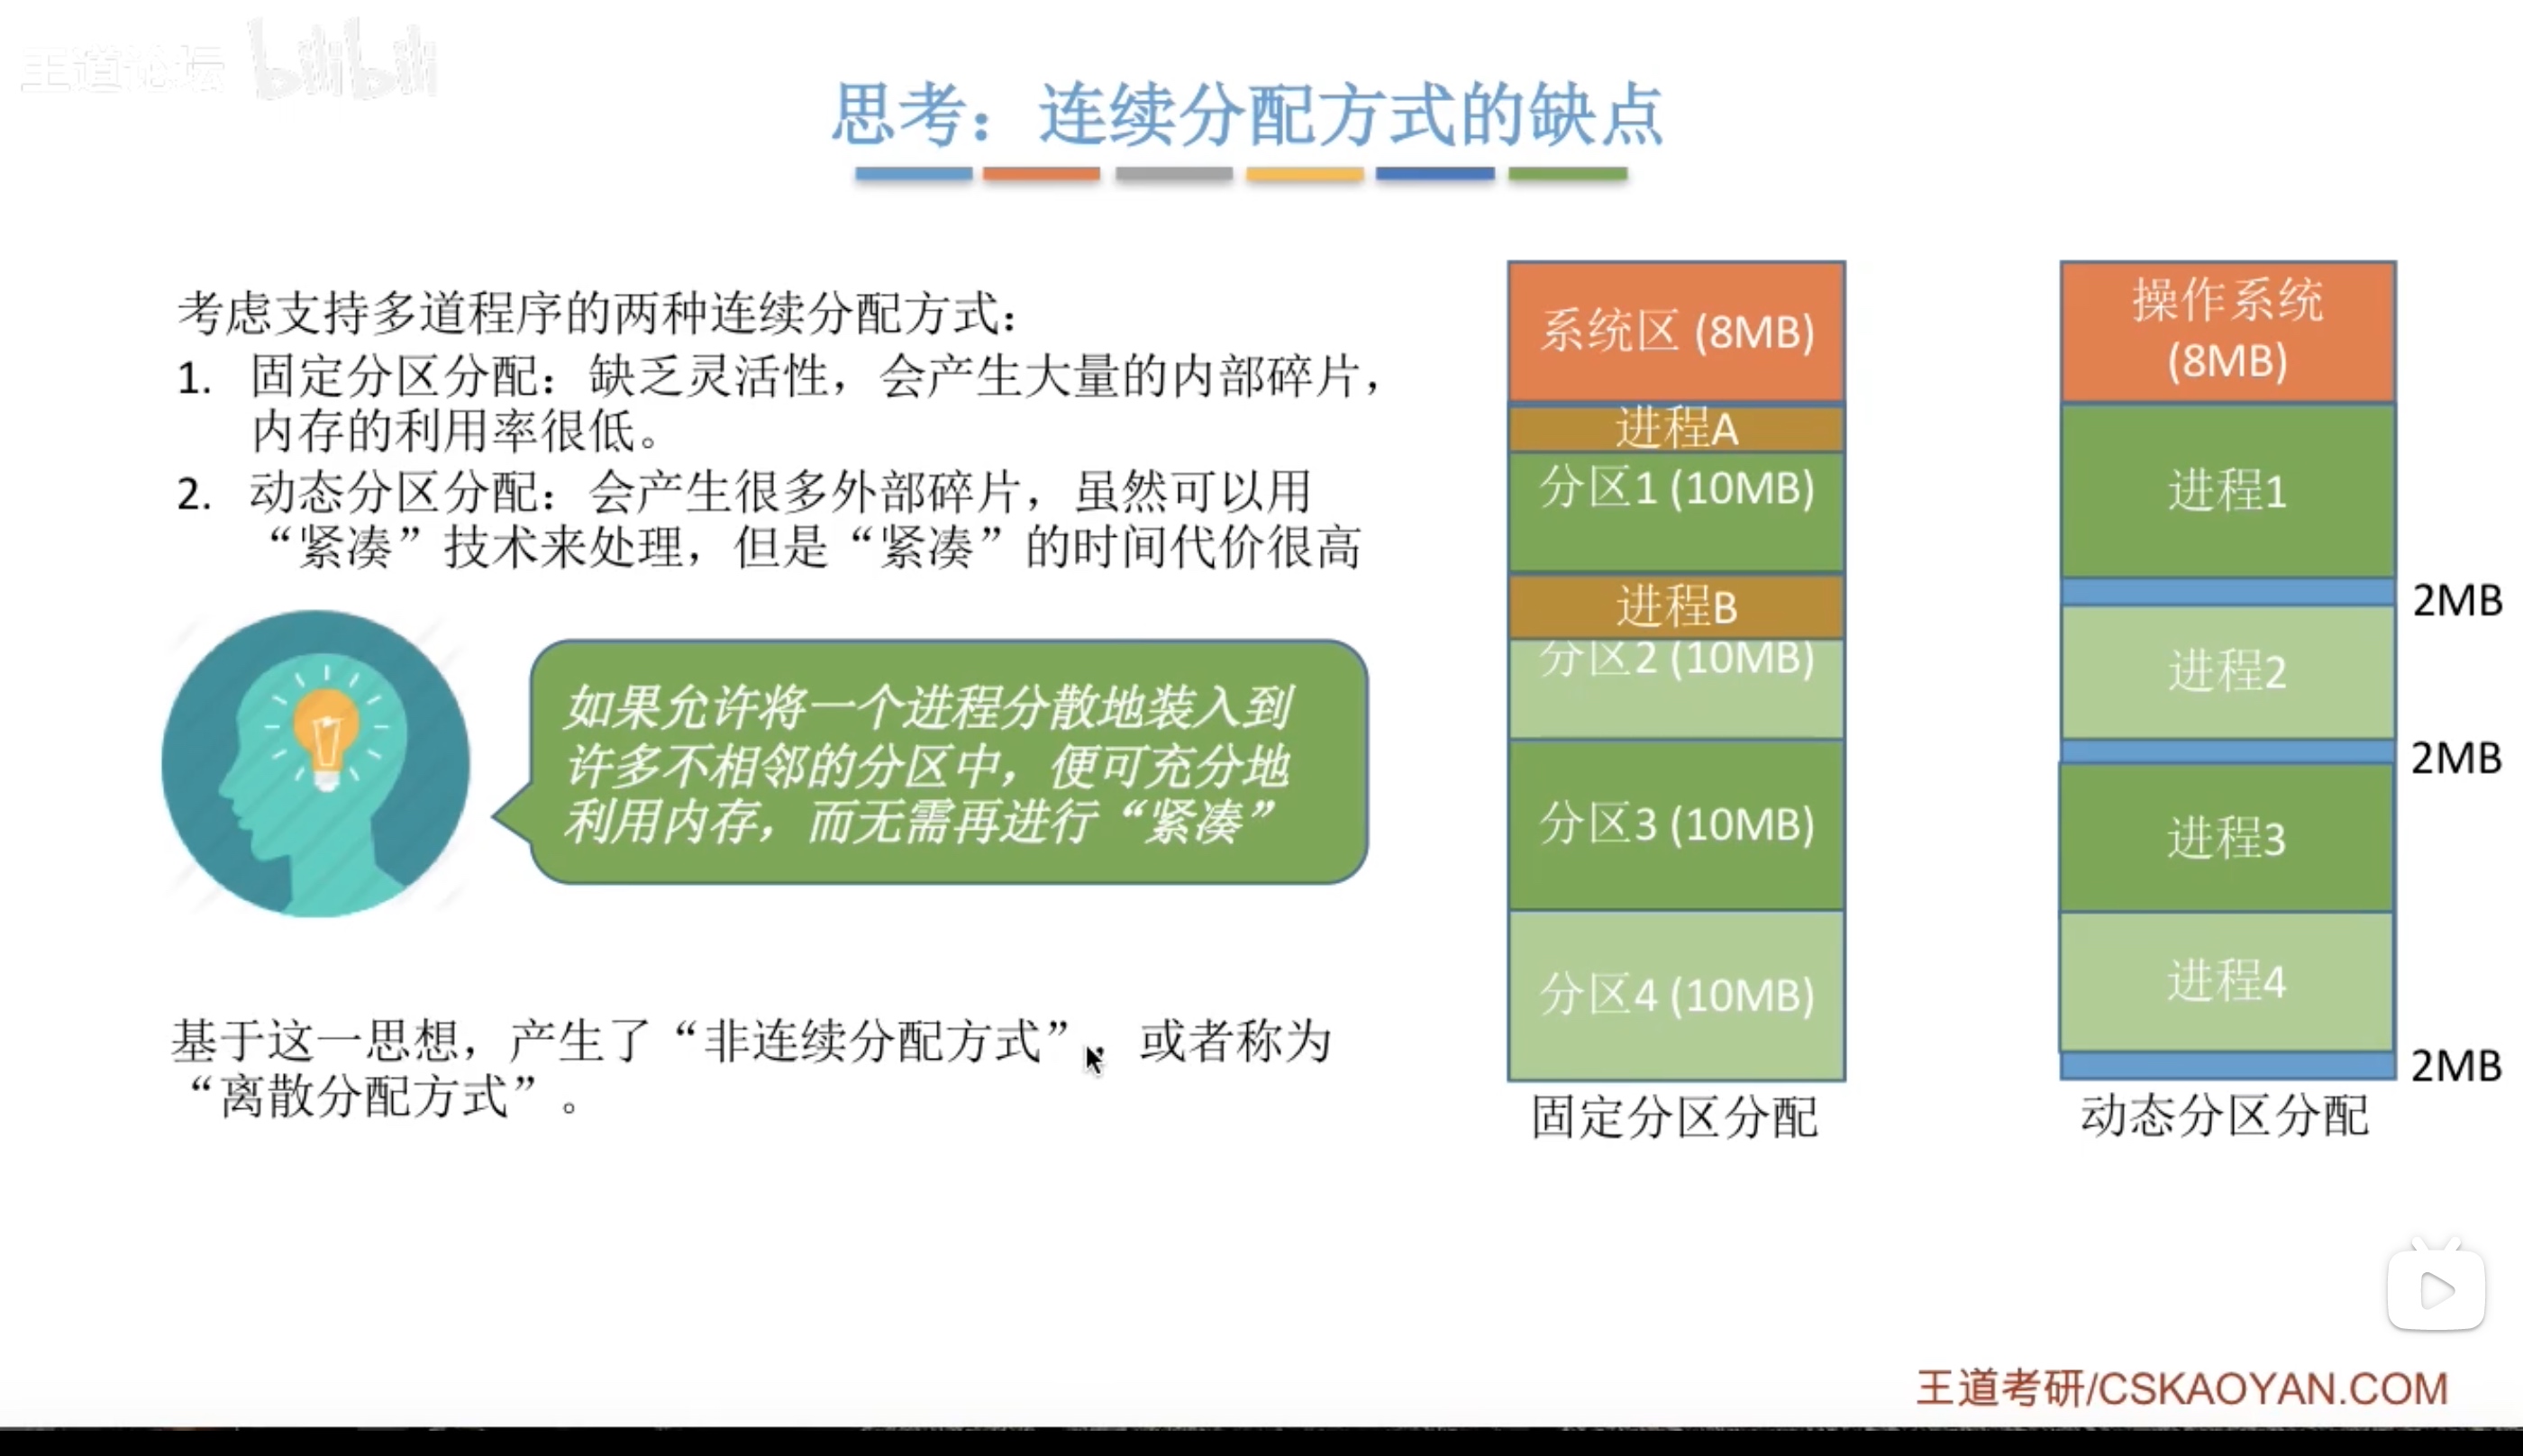 王道论坛 bilibili
思考：连续分配方式的缺点
考虑支持多道程序的两种连续分配方式：
1. 固定分区分配：缺乏灵活性，会产生大量的内部碎片，
内存的利用率很低。
2. 动态分区分配：会产生很多外部碎片，虽然可以用
“紧凑”技术来处理，但是“紧凑”的时间代价很高
如果允许将一个进程分散地装入到
许多不相邻的分区中，便可充分地
利用内存，而无需再进行“紧凑”
基于这一思想，产生了“非连续分配方式”，或者称为
“离散分配方式”。
系统区 (8MB)
进程A
分区1 (10MB)
进程B
分区2 (10MB)
分区3 (10MB)
分区4 (10MB)
固定分区分配
操作系统
(8MB)
进程1
2MB
进程2
2MB
进程3
进程4
2MB
动态分区分配
王道考研/CSKAOYAN.COM